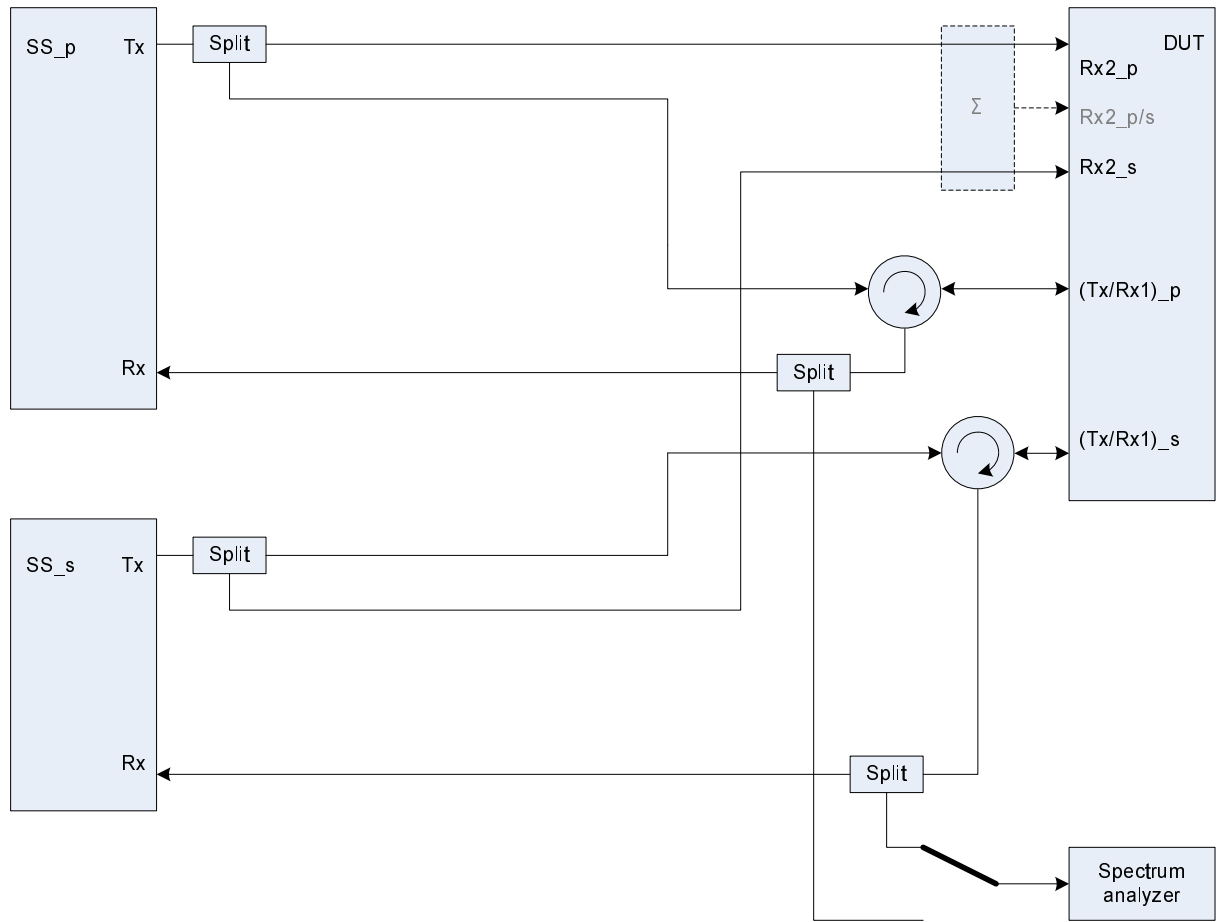 SS_p
Tx
Split
Σ
DUT
Rx2_p
Rx2_p/s
Rx2_s
(Tx/Rx1)_p
Rx
Split
(Tx/Rx1)_s
SS_s
Tx
Split
Rx
Split
Spectrum
analyzer